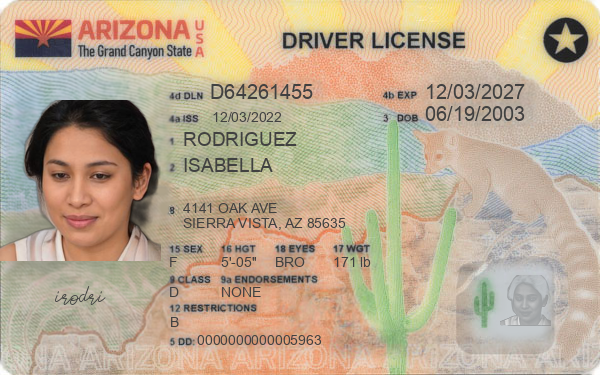 ARIZONA USA
The Grand Canyon State
DRIVER LICENSE
4d DLN D64261455
4b EXP 12/03/2027
4a ISS 12/03/2022
3 DOB 06/19/2003
1 RODRIGUEZ
2 ISABELLA
8 4141 OAK AVE
SIERRA VISTA, AZ 85635
15 SEX 16 HGT 18 EYES 17 WGT
F 5'-05" BRO 171 lb
9 CLASS 9a ENDORSEMENTS
D NONE
12 RESTRICTIONS
B
irodri
5 DD: 0000000000005963
ARIZONA ARIZONA ARIZONA ARIZONA